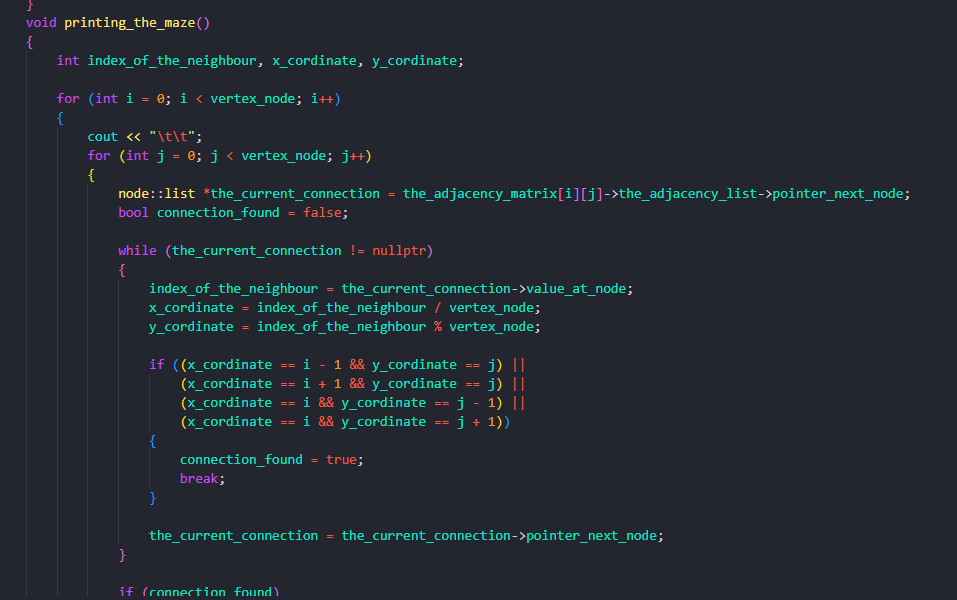 }
void printing_the_maze()
{
    int index_of_the_neighbour, x_cordinate, y_cordinate;

    for (int i = 0; i < vertex_node; i++)
    {
        cout << "\t\t";
        for (int j = 0; j < vertex_node; j++)
        {
            node::list *the_current_connection = the_adjacency_matrix[i][j]->the_adjacency_list->pointer_next_node;
            bool connection_found = false;

            while (the_current_connection != nullptr)
            {
                index_of_the_neighbour = the_current_connection->value_at_node;
                x_cordinate = index_of_the_neighbour / vertex_node;
                y_cordinate = index_of_the_neighbour % vertex_node;

                if ((x_cordinate == i - 1 && y_cordinate == j) ||
                    (x_cordinate == i + 1 && y_cordinate == j) ||
                    (x_cordinate == i && y_cordinate == j - 1) ||
                    (x_cordinate == i && y_cordinate == j + 1))
                {
                    connection_found = true;
                    break;
                }

                the_current_connection = the_current_connection->pointer_next_node;
            }

            if (connection_found)